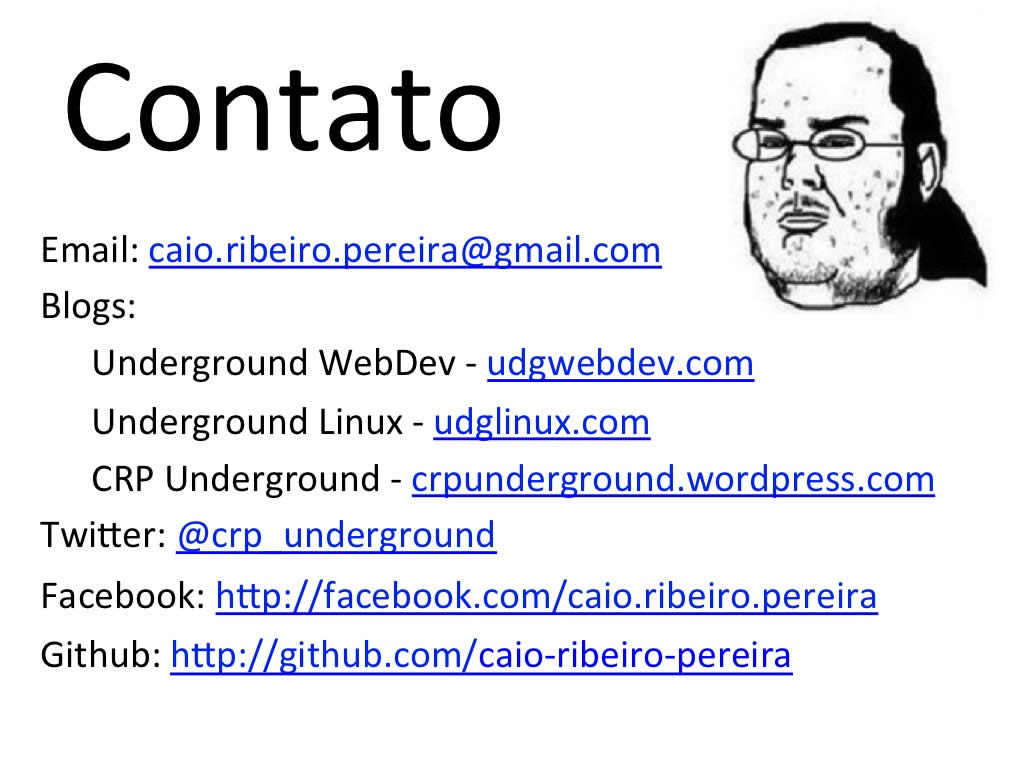 Contato
Email: caio.ribeiro.pereira@gmail.com
Blogs:
Underground WebDev - udgwebdev.com
Underground Linux - udglinux.com
CRP Underground - crpunderground.wordpress.com
Twitter: @crp_underground
Facebook: http://facebook.com/caio.ribeiro.pereira
Github: http://github.com/caio-ribeiro-pereira